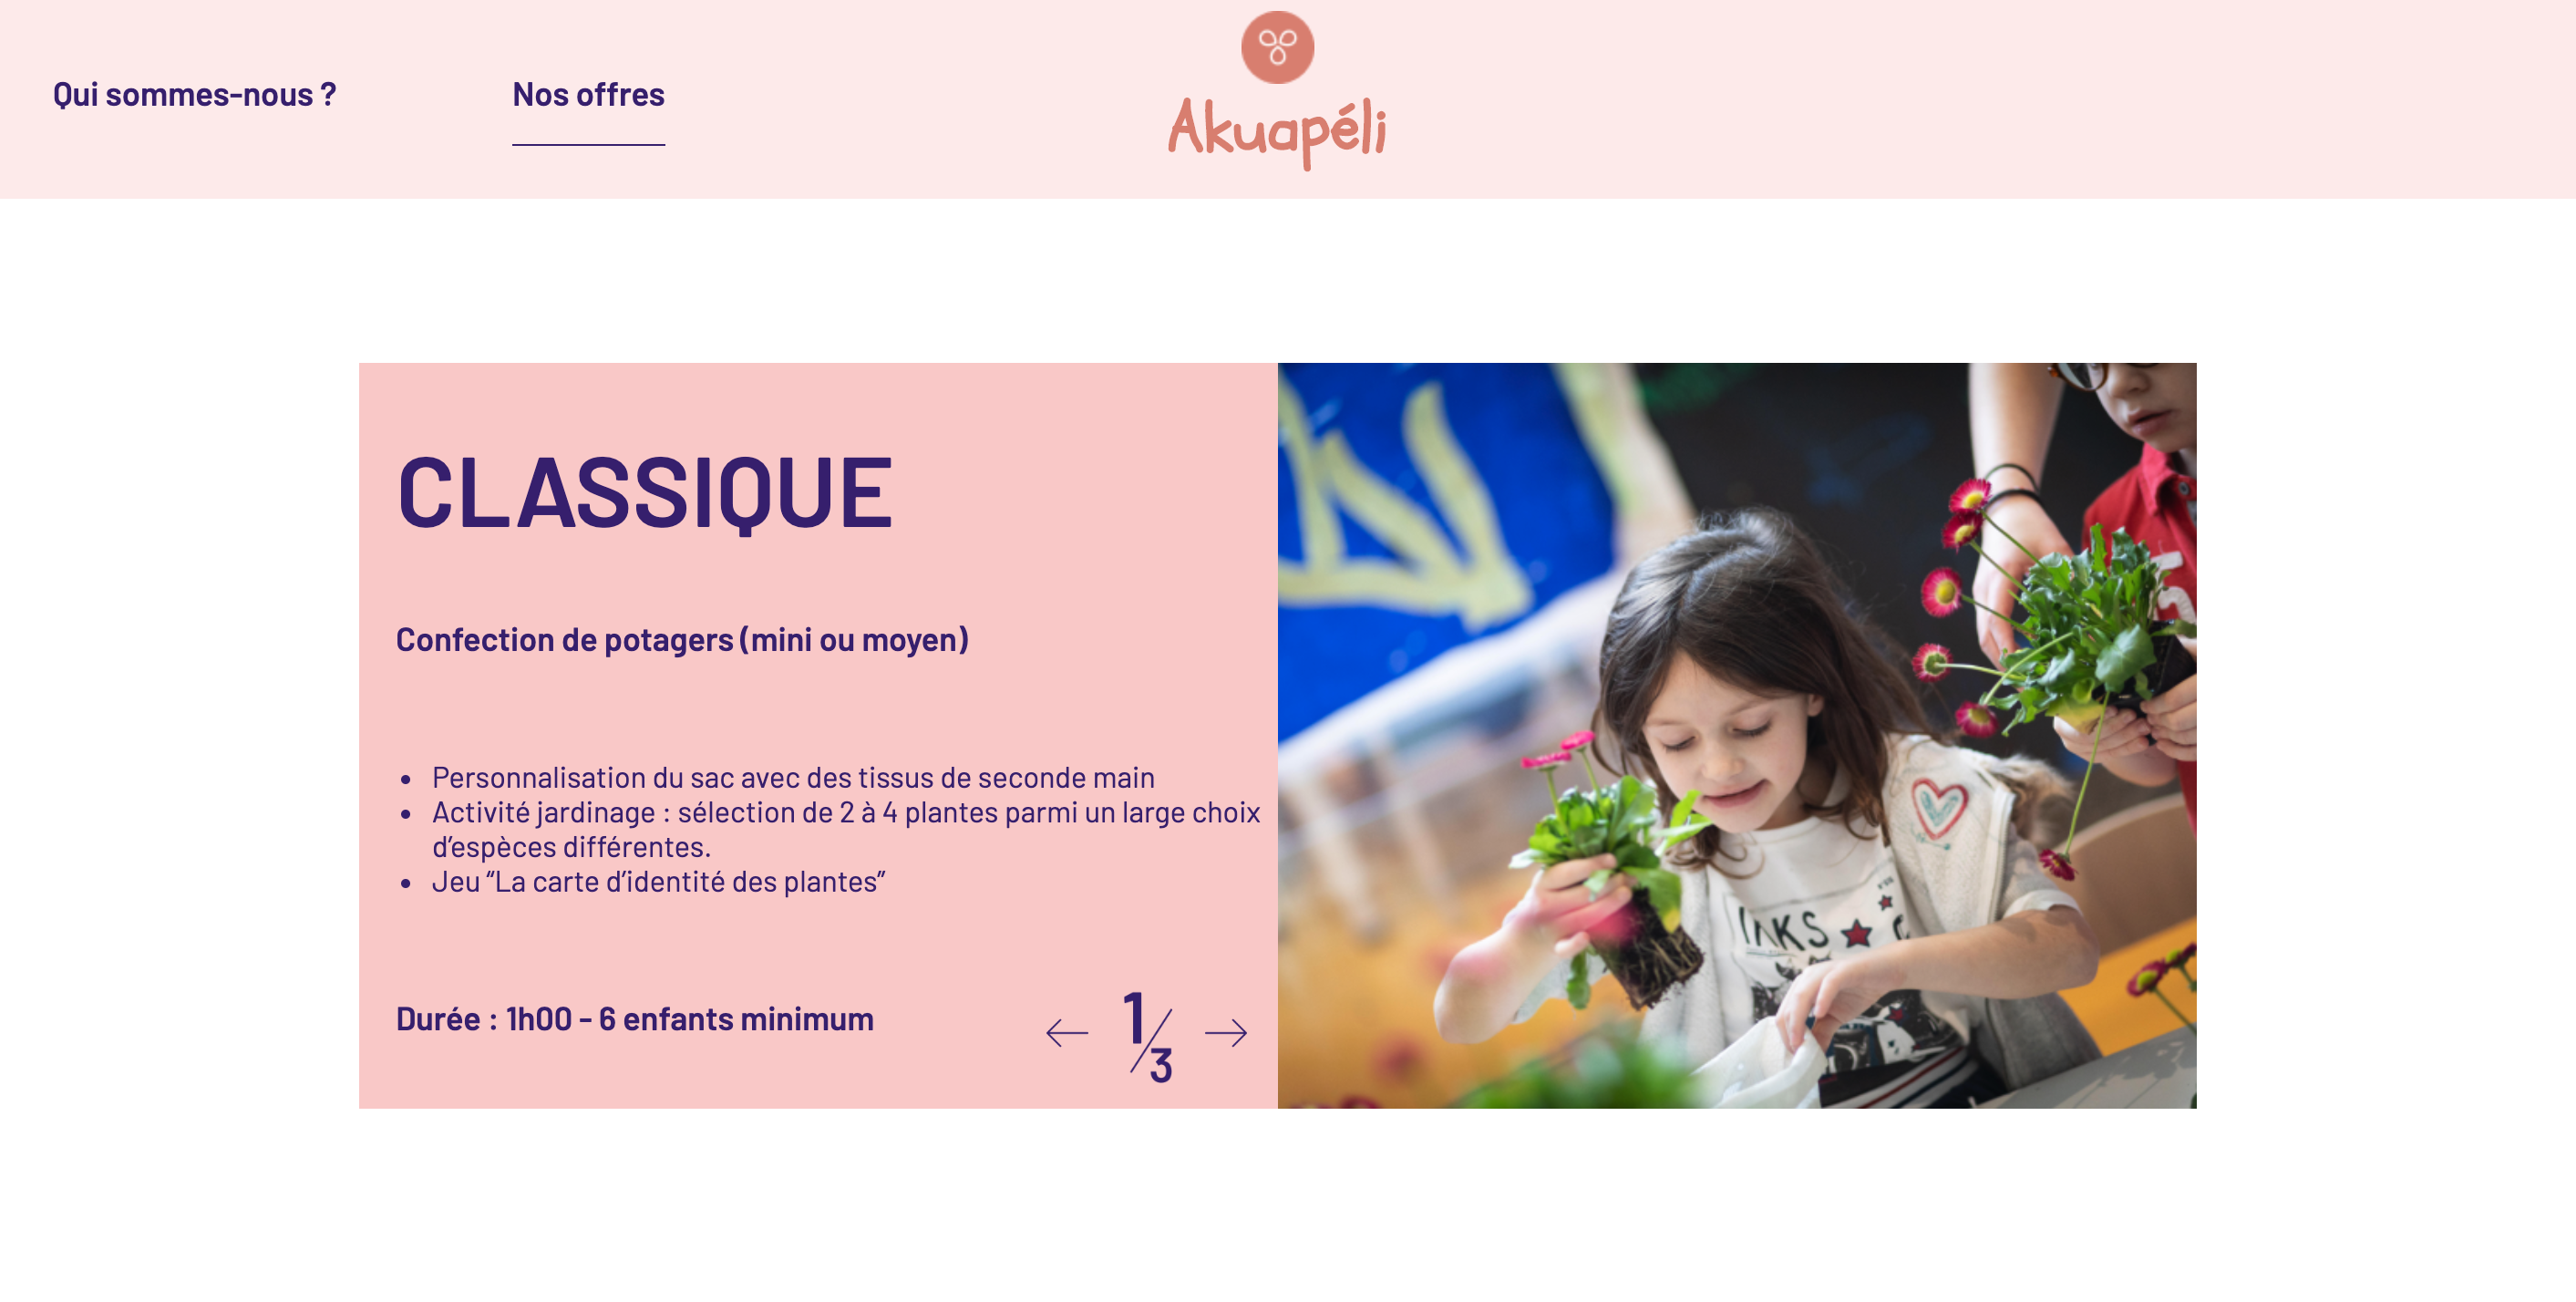 Qui sommes-nous ?
Nos offres
Akuapéli
CLASSIQUE
Confection de potagers (mini ou moyen)
• Personnalisation du sac avec des tissus de seconde main
• Activité jardinage : sélection de 2 à 4 plantes parmi un large choix
d’espèces différentes.
• Jeu “La carte d’identité des plantes”
Durée : 1h00 - 6 enfants minimum
← 1/3 →